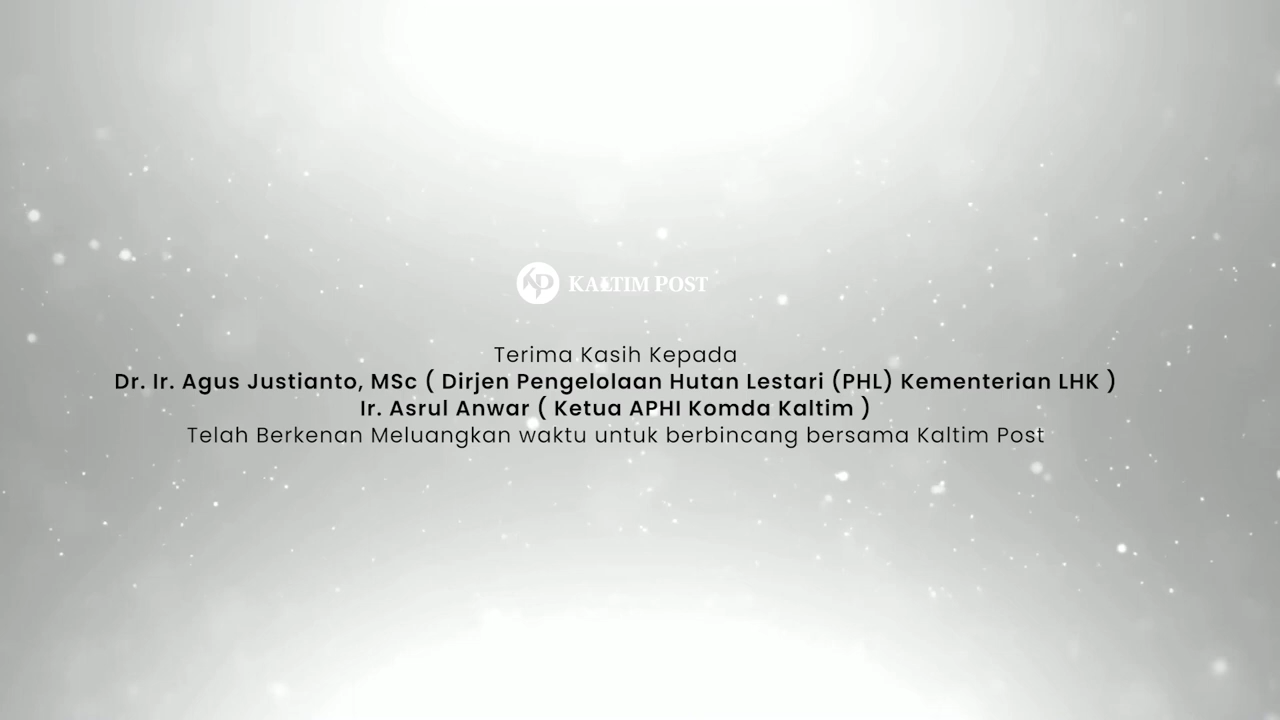 KP KALTIM POST
Terima Kasih Kepada
Dr. Ir. Agus Justianto, MSc ( Dirjen Pengelolaan Hutan Lestari (PHL) Kementerian LHK )
Ir. Asrul Anwar ( Ketua APHI Komda Kaltim )
Telah Berkenan Meluangkan waktu untuk berbincang bersama Kaltim Post